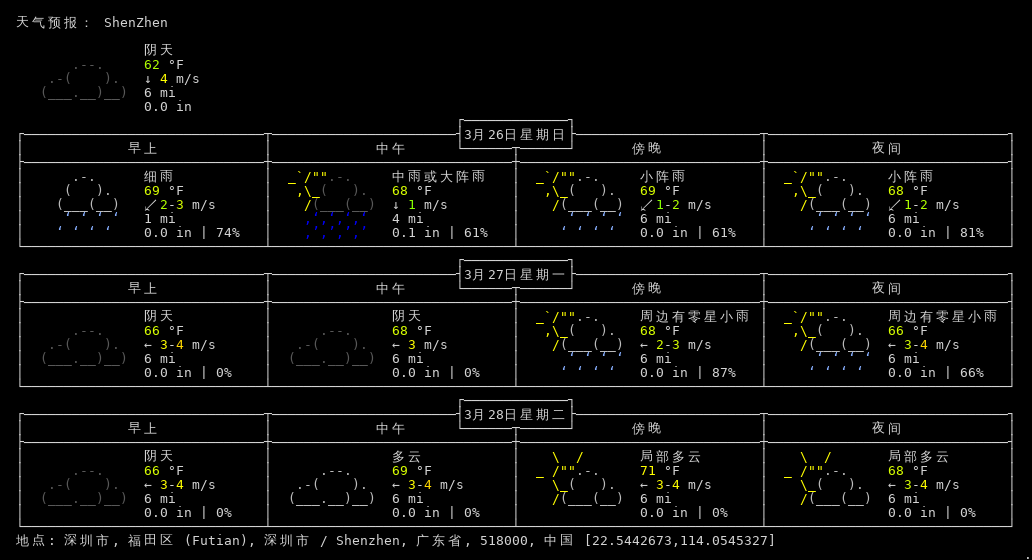 天气预报： ShenZhen
阴天
62 °F
↓ 4 m/s
6 mi
0.0 in
3月26日星期日
早上 中午 傍晚 夜间
细雨 中雨或大阵雨 小阵雨 小阵雨
69 °F 68 °F 69 °F 68 °F
↙ 2-3 m/s ↓ 1 m/s ↙ 1-2 m/s ↙ 1-2 m/s
1 mi 4 mi 6 mi 6 mi
0.0 in | 74% 0.1 in | 61% 0.0 in | 61% 0.0 in | 81%
3月27日星期一
早上 中午 傍晚 夜间
阴天 阴天 周边有零星小雨 周边有零星小雨
66 °F 68 °F 68 °F 66 °F
← 3-4 m/s ← 3 m/s ← 2-3 m/s ← 3-4 m/s
6 mi 6 mi 6 mi 6 mi
0.0 in | 0% 0.0 in | 0% 0.0 in | 87% 0.0 in | 66%
3月28日星期二
早上 中午 傍晚 夜间
阴天 多云 局部多云 局部多云
66 °F 69 °F 71 °F 68 °F
← 3-4 m/s ← 3-4 m/s ← 3-4 m/s ← 3-4 m/s
6 mi 6 mi 6 mi 6 mi
0.0 in | 0% 0.0 in | 0% 0.0 in | 0% 0.0 in | 0%
地点: 深圳市, 福田区 (Futian), 深圳市 / Shenzhen, 广东省, 518000, 中国 [22.5442673,114.0545327]